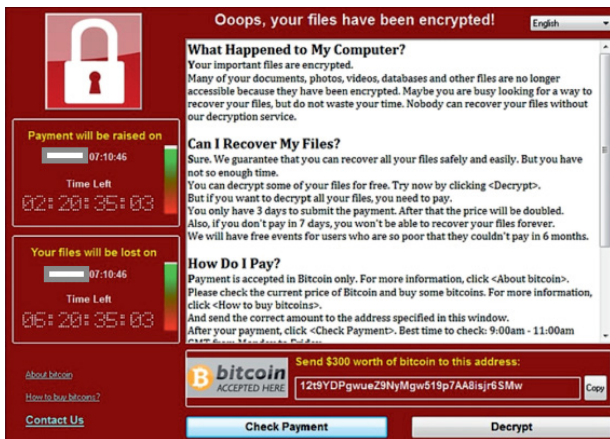 Ooops, your files have been encrypted!
English
What Happened to My Computer?
Your important files are encrypted.
Many of your documents, photos, videos, databases and other files are no longer
accessible because they have been encrypted. Maybe you are busy looking for a way to
recover your files, but do not waste your time. Nobody can recover your files without
our decryption service.
Can I Recover My Files?
Sure. We guarantee that you can recover all your files safely and easily. But you have
not so enough time.
You can decrypt some of your files for free. Try now by clicking <Decrypt>.
But if you want to decrypt all your files, you need to pay.
You only have 3 days to submit the payment. After that the price will be doubled.
Also, if you don't pay in 7 days, you won't be able to recover your files forever.
We will have free events for users who are so poor that they couldn't pay in 6 months.
How Do I Pay?
Payment is accepted in Bitcoin only. For more information, click <About bitcoin>.
Please check the current price of Bitcoin and buy some bitcoins. For more information,
click <How to buy bitcoins>.
And send the correct amount to the address specified in this window.
After your payment, click <Check Payment>. Best time to check: 9:00am - 11:00am
GMT from Monday to Friday.
Payment will be raised on
07:10:46
Time Left
02:20:35:03
Your files will be lost on
07:10:46
Time Left
06:20:35:03
About bitcoin
How to buy bitcoins?
Contact Us
bitcoin
ACCEPTED HERE
Send $300 worth of bitcoin to this address:
12t9YDPgwueZ9NyMgw519p7AA8isjr6SMw
Copy
Check Payment
Decrypt